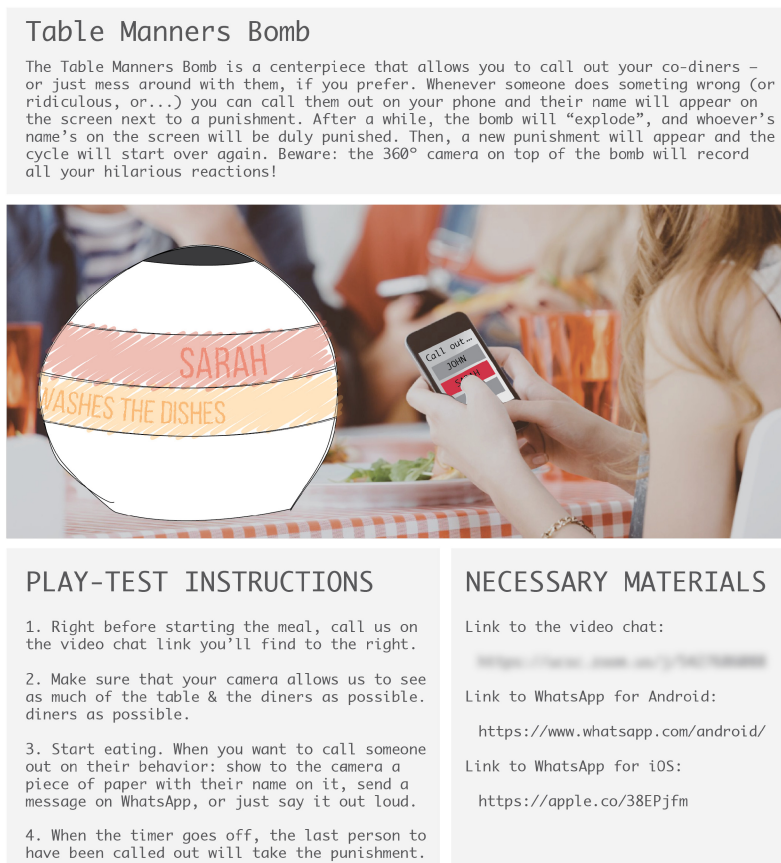 Table Manners Bomb
The Table Manners Bomb is a centerpiece that allows you to call out your co-diners –
or just mess around with them, if you prefer. Whenever someone does someting wrong (or
ridiculous, or...) you can call them out on your phone and their name will appear on
the screen next to a punishment. After a while, the bomb will “explode”, and whoever’s
name’s on the screen will be duly punished. Then, a new punishment will appear and the
cycle will start over again. Beware: the 360º camera on top of the bomb will record
all your hilarious reactions!
SARAH
WASHES THE DISHES
Call out…
JOHN
PLAY-TEST INSTRUCTIONS
1. Right before starting the meal, call us on
the video chat link you’ll find to the right.
2. Make sure that your camera allows us to see
as much of the table & the diners as possible.
diners as possible.
3. Start eating. When you want to call someone
out on their behavior: show to the camera a
piece of paper with their name on it, send a
message on WhatsApp, or just say it out loud.
4. When the timer goes off, the last person to
have been called out will take the punishment.
NECESSARY MATERIALS
Link to the video chat:
Link to WhatsApp for Android:
https://www.whatsapp.com/android/
Link to WhatsApp for iOS:
https://apple.co/38EPjfm